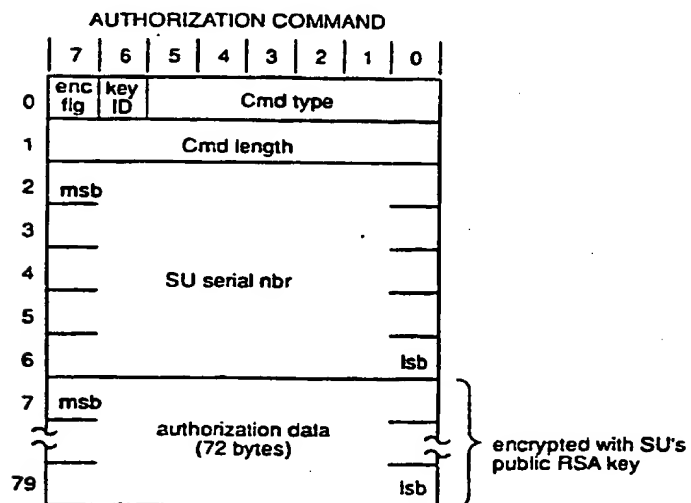 AUTHORIZATION COMMAND
7 6 5 4 3 2 1 0
0 enc flg key ID Cmd type
1 Cmd length
2 msb
3
4 SU serial nbr
5
6 lsb
7 msb
authorization data
(72 bytes)
encrypted with SU's
public RSA key
79 lsb